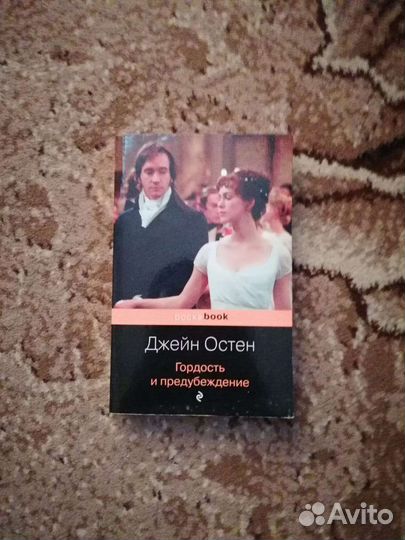 pocket book
Джейн Остен
Гордость
и предубеждение
Avito